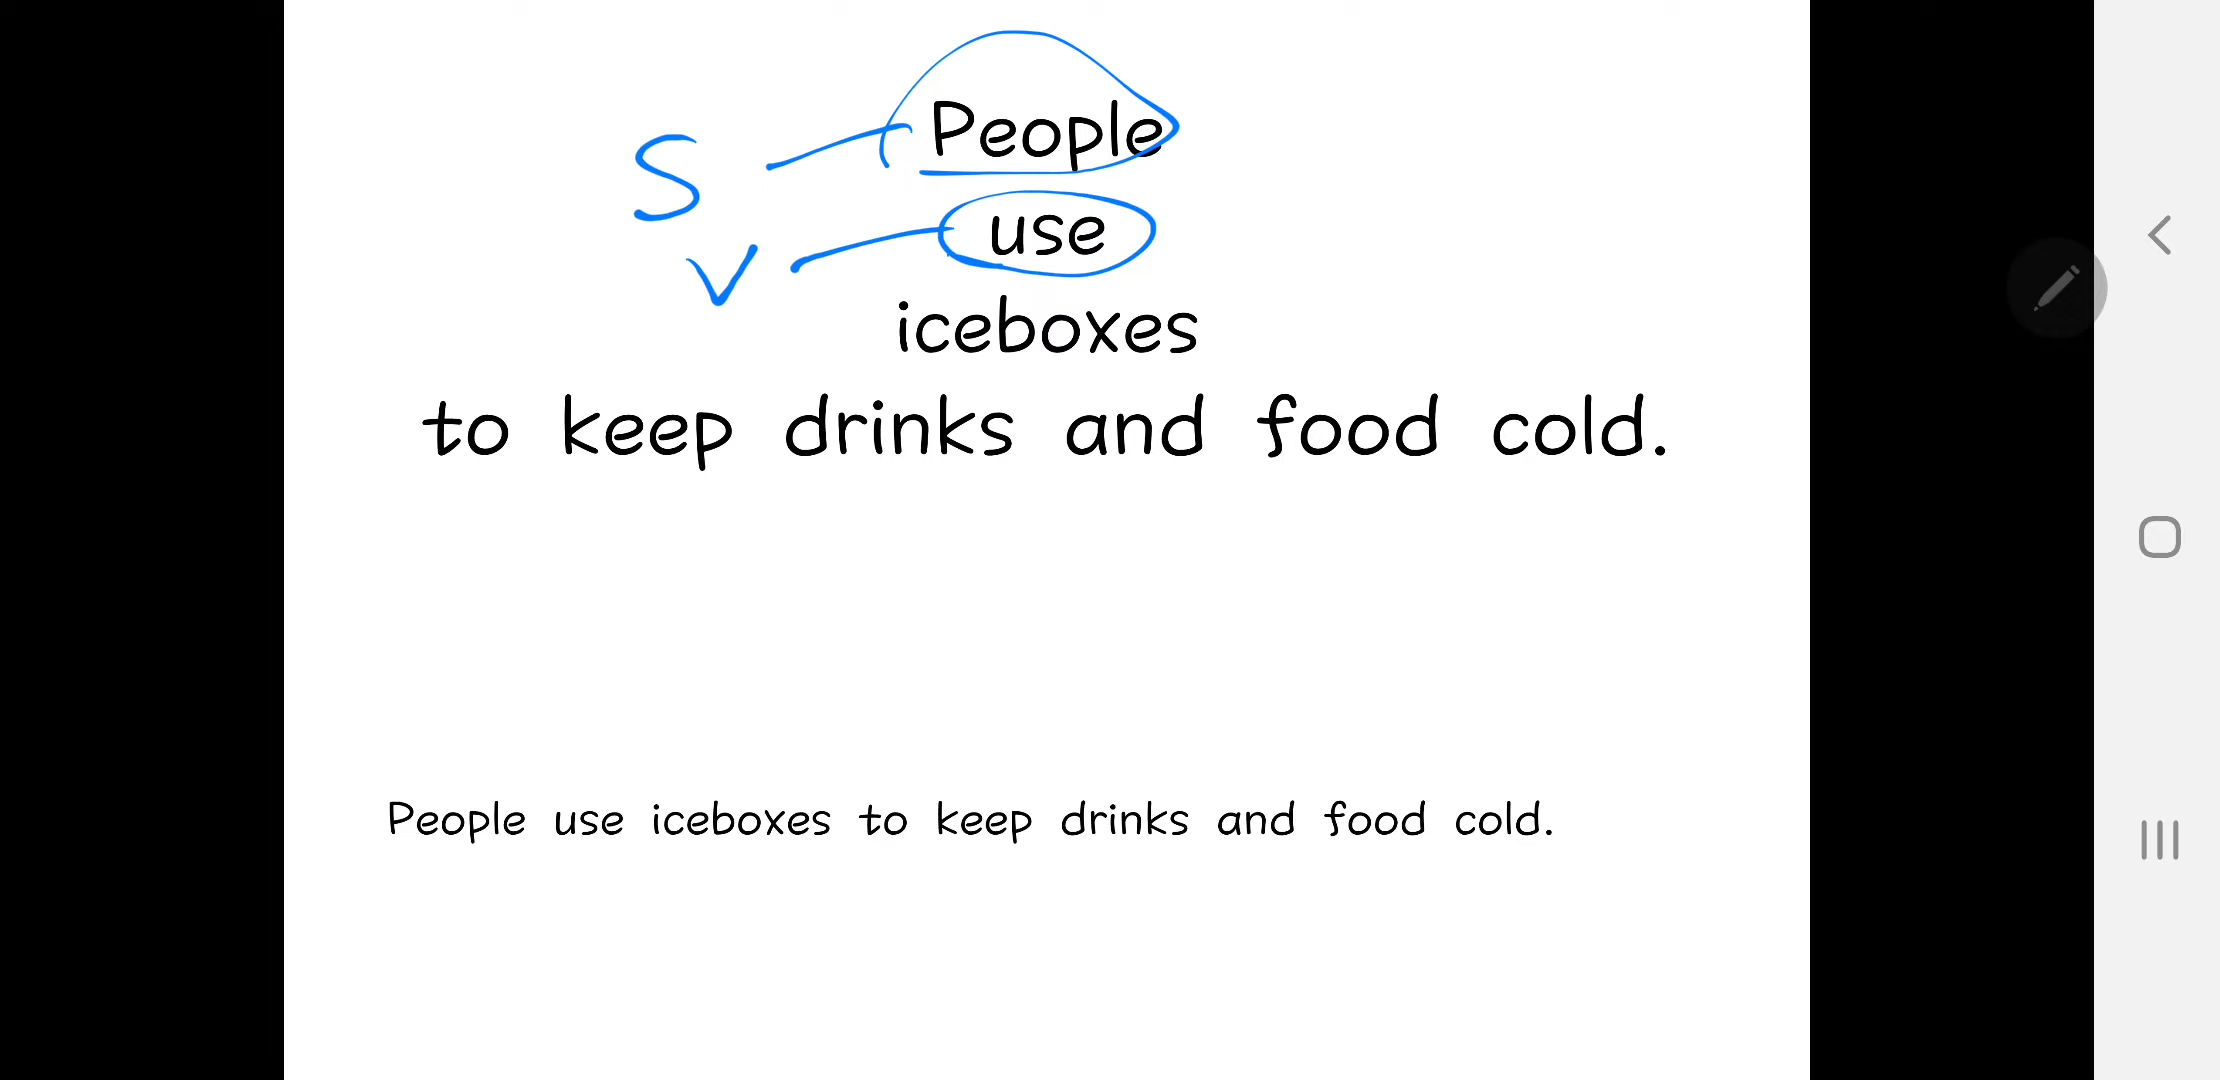 S
People
V
use
iceboxes
to keep drinks and food cold.
People use iceboxes to keep drinks and food cold.